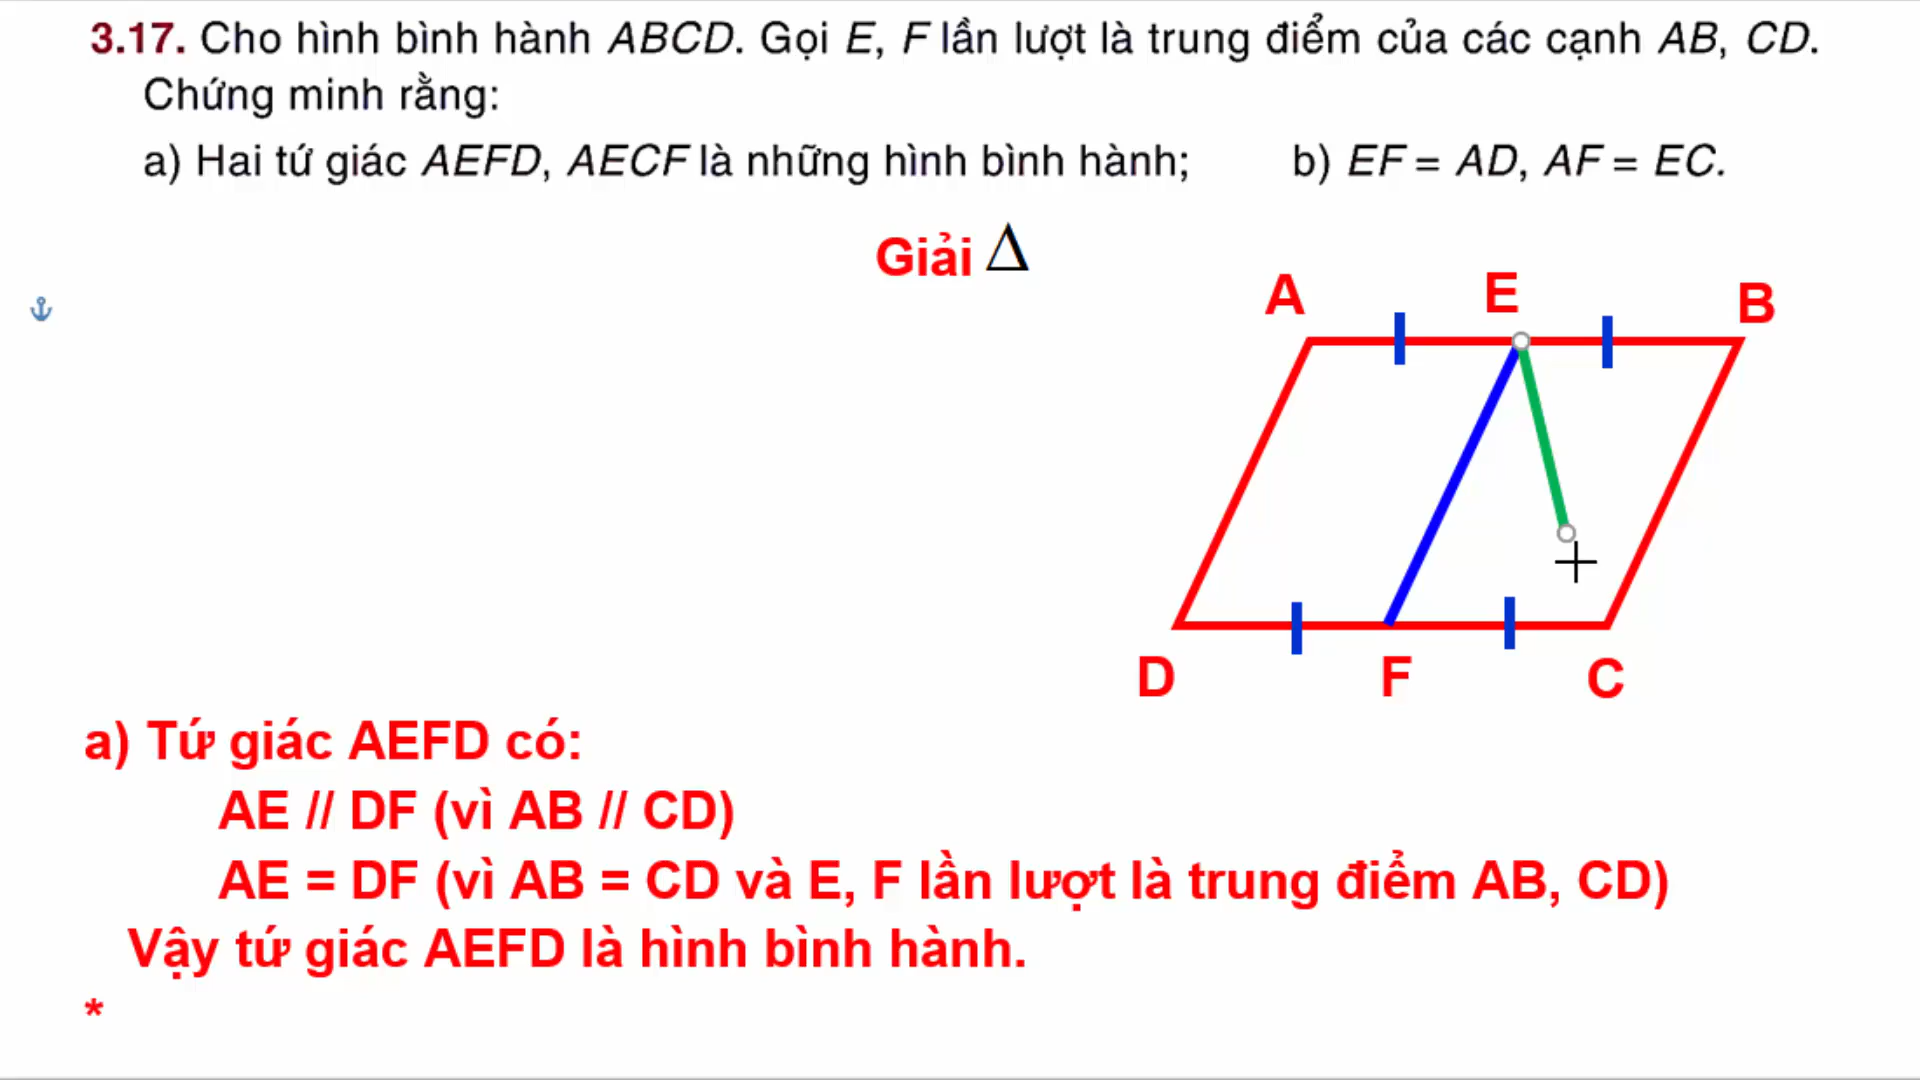 3.17. Cho hình bình hành ABCD. Gọi E, F lần lượt là trung điểm của các cạnh AB, CD.
Chứng minh rằng:
a) Hai tứ giác AEFD, AECF là những hình bình hành; b) EF = AD, AF = EC.
Giải Δ
A E B
D F C
a) Tứ giác AEFD có:
AE // DF (vì AB // CD)
AE = DF (vì AB = CD và E, F lần lượt là trung điểm AB, CD)
Vậy tứ giác AEFD là hình bình hành.
*